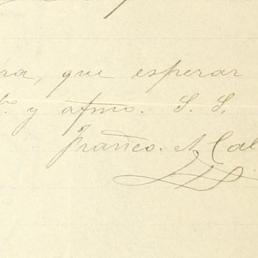 que esperar
y afmo. S. S.
Franco. A. Cal